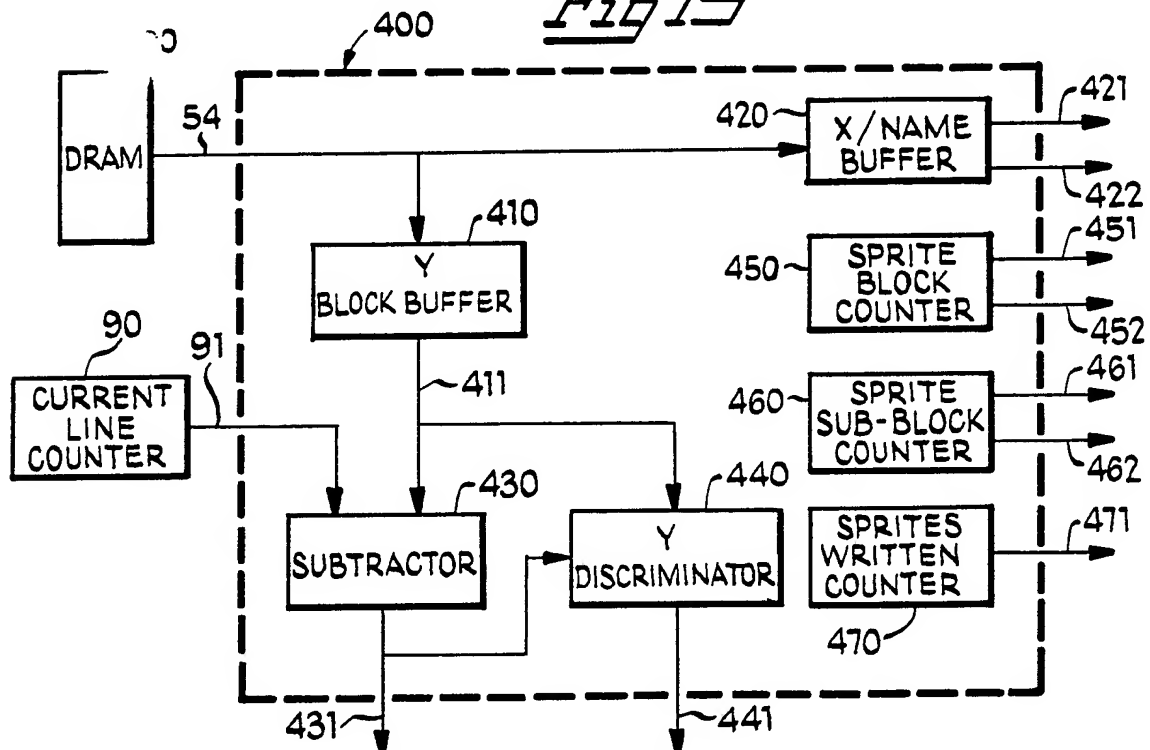 Fig 15
400
DRAM
54
420
X/NAME
BUFFER
421
422
410
Y
BLOCK BUFFER
450
SPRITE
BLOCK
COUNTER
451
452
90
91
CURRENT
LINE
COUNTER
411
460
SPRITE
SUB-BLOCK
COUNTER
461
462
430
SUBTRACTOR
440
Y
DISCRIMINATOR
SPRITES
WRITTEN
COUNTER
471
470
431
441